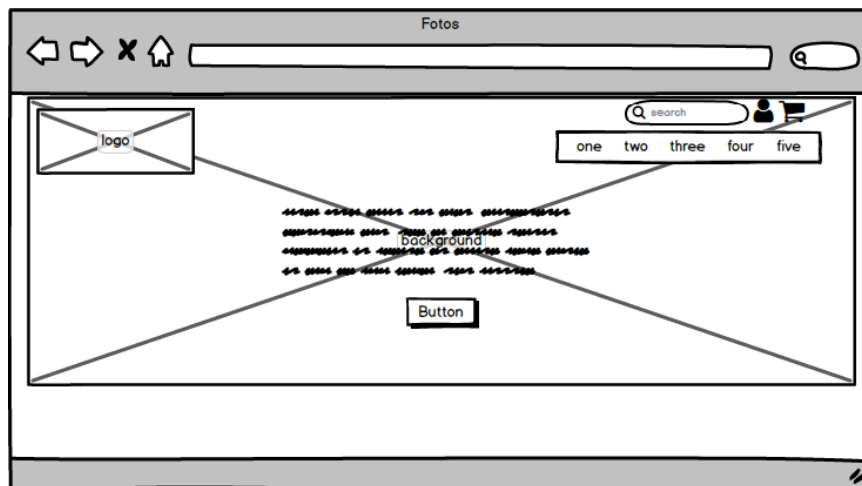 Fotos
search
logo
one two three four five
background
Button